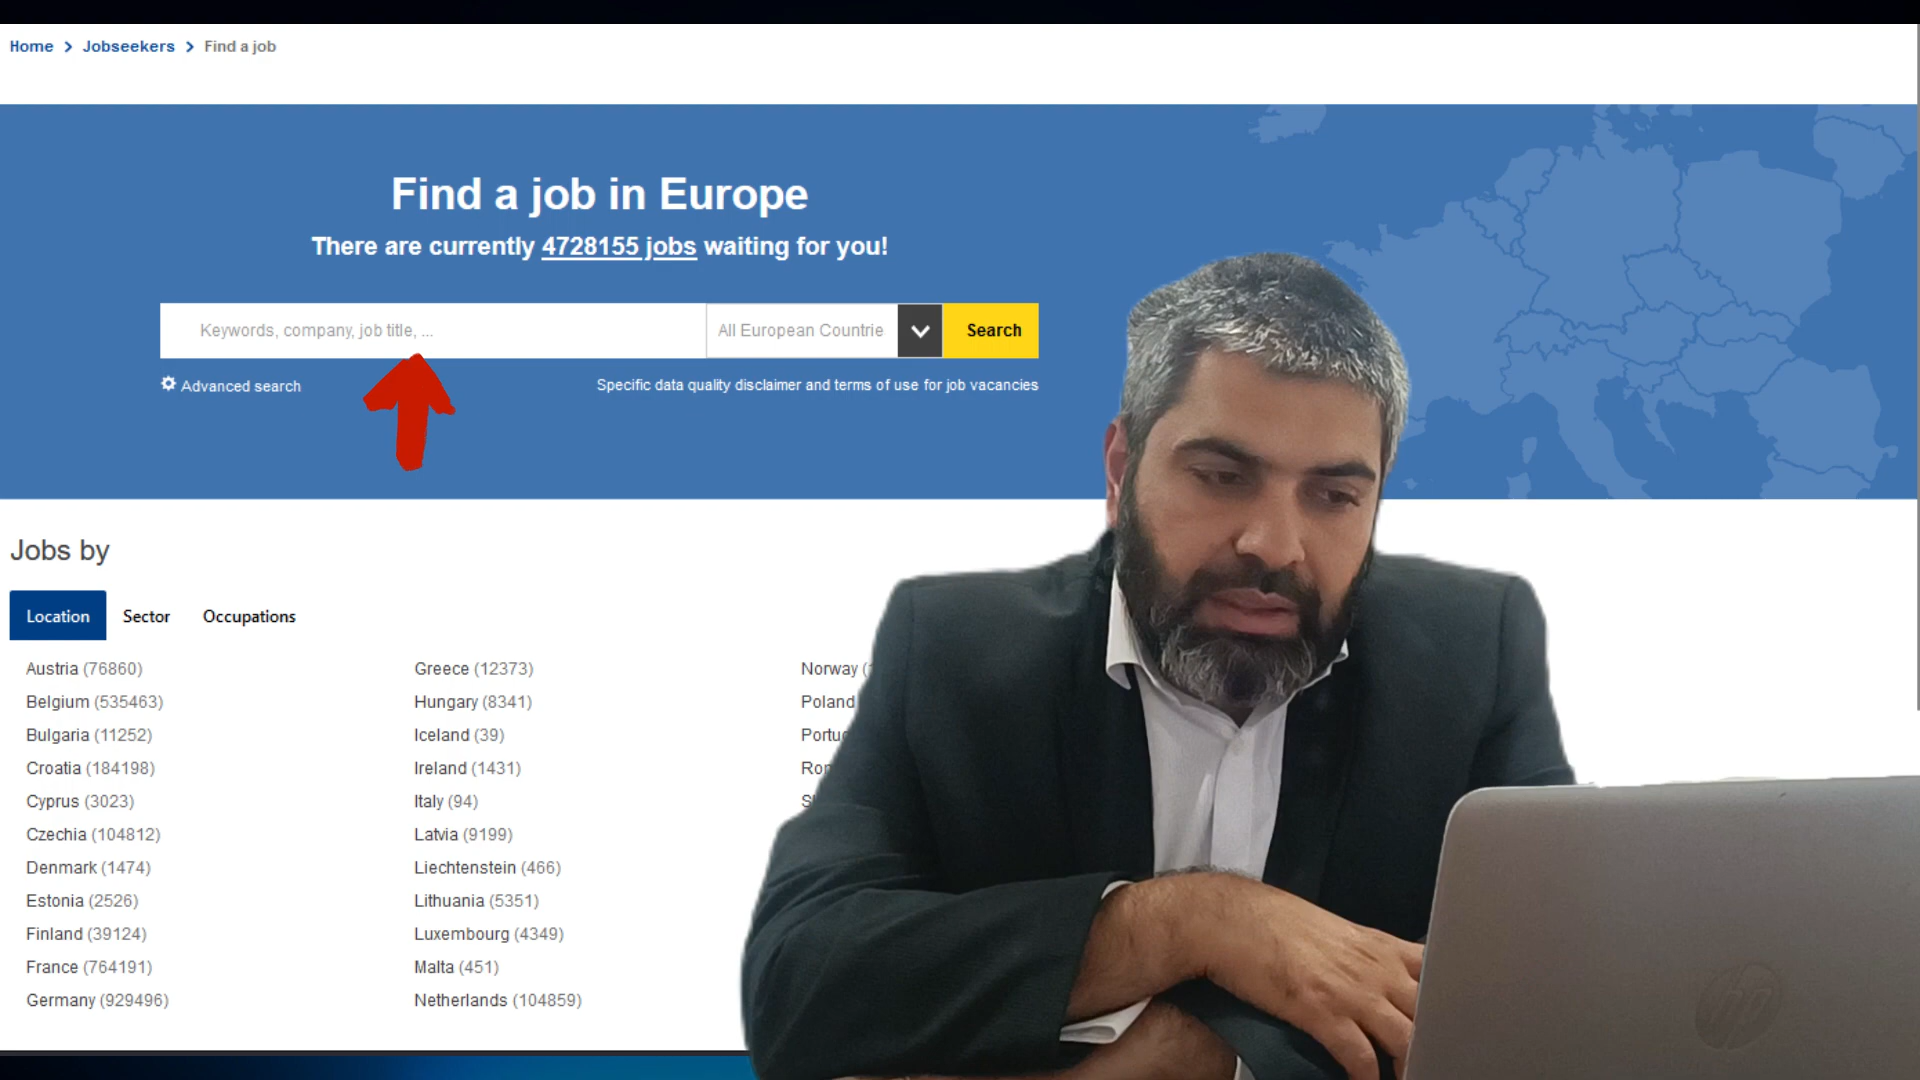 Home > Jobseekers > Find a job
Find a job in Europe
There are currently 4728155 jobs waiting for you!
Keywords, company, job title, ...
All European Countrie
Search
Advanced search
Specific data quality disclaimer and terms of use for job vacancies
Jobs by
Location Sector Occupations
Austria (76860)
Belgium (535463)
Bulgaria (11252)
Croatia (184198)
Cyprus (3023)
Czechia (104812)
Denmark (1474)
Estonia (2526)
Finland (39124)
France (764191)
Germany (929496)
Greece (12373)
Hungary (8341)
Iceland (39)
Ireland (1431)
Italy (94)
Latvia (9199)
Liechtenstein (466)
Lithuania (5351)
Luxembourg (4349)
Malta (451)
Netherlands (104859)
Norway
Poland
hp